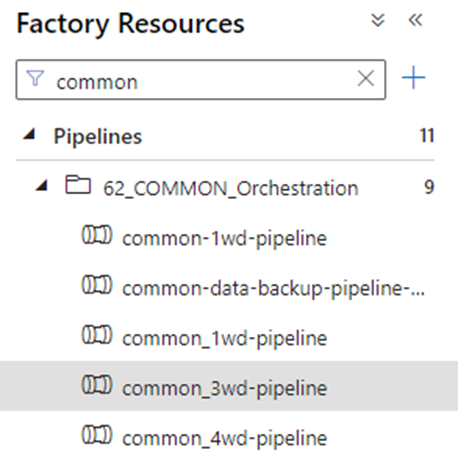 Factory Resources
common
Pipelines 11
62_COMMON_Orchestration 9
common-1wd-pipeline
common-data-backup-pipeline-...
common_1wd-pipeline
common_3wd-pipeline
common_4wd-pipeline